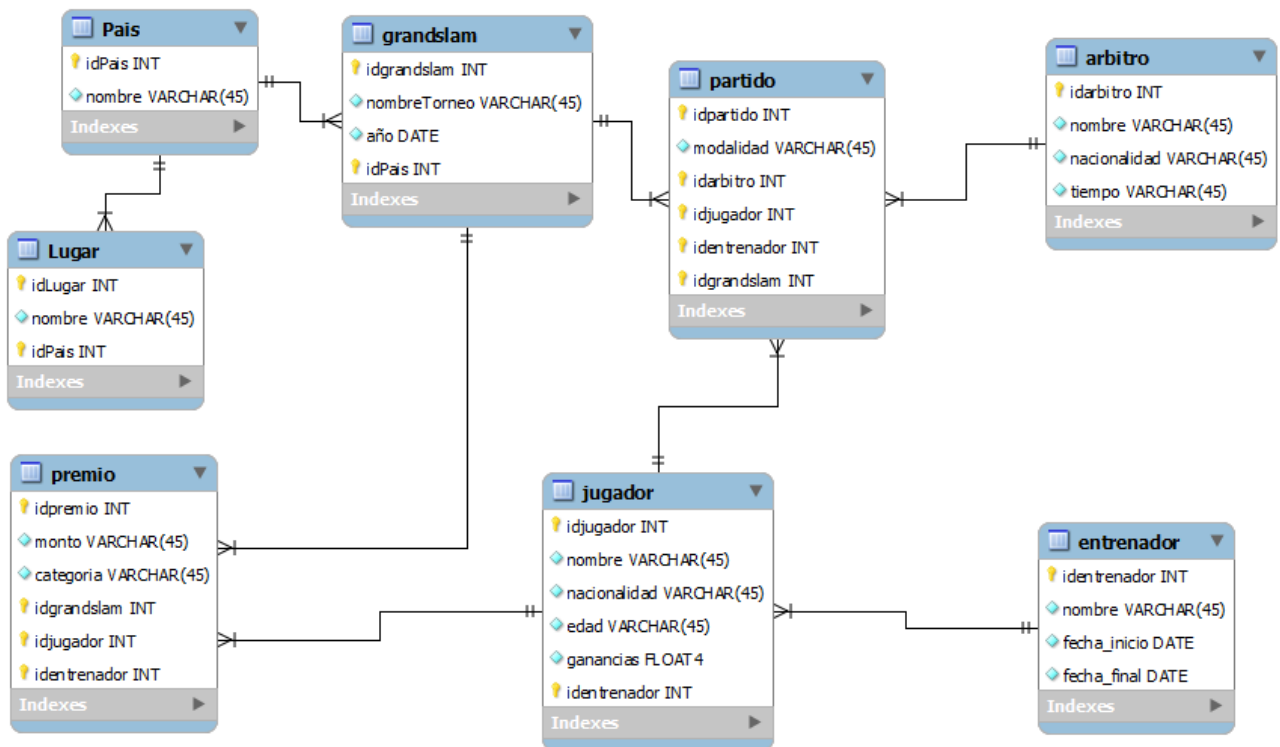 Pais
idPais INT
nombre VARCHAR(45)
Indexes
grandslam
idgrandslam INT
nombreTorneo VARCHAR(45)
año DATE
idPais INT
Indexes
partido
idpartido INT
modalidad VARCHAR(45)
idarbitro INT
idjugador INT
identrenador INT
idgrandslam INT
Indexes
arbitro
idarbitro INT
nombre VARCHAR(45)
nacionalidad VARCHAR(45)
tiempo VARCHAR(45)
Indexes
Lugar
idLugar INT
nombre VARCHAR(45)
idPais INT
Indexes
premio
idpremio INT
monto VARCHAR(45)
categoria VARCHAR(45)
idgrandslam INT
idjugador INT
identrenador INT
Indexes
jugador
idjugador INT
nombre VARCHAR(45)
nacionalidad VARCHAR(45)
edad VARCHAR(45)
ganancias FLOAT4
identrenador INT
Indexes
entrenador
identrenador INT
nombre VARCHAR(45)
fecha_inicio DATE
fecha_final DATE
Indexes